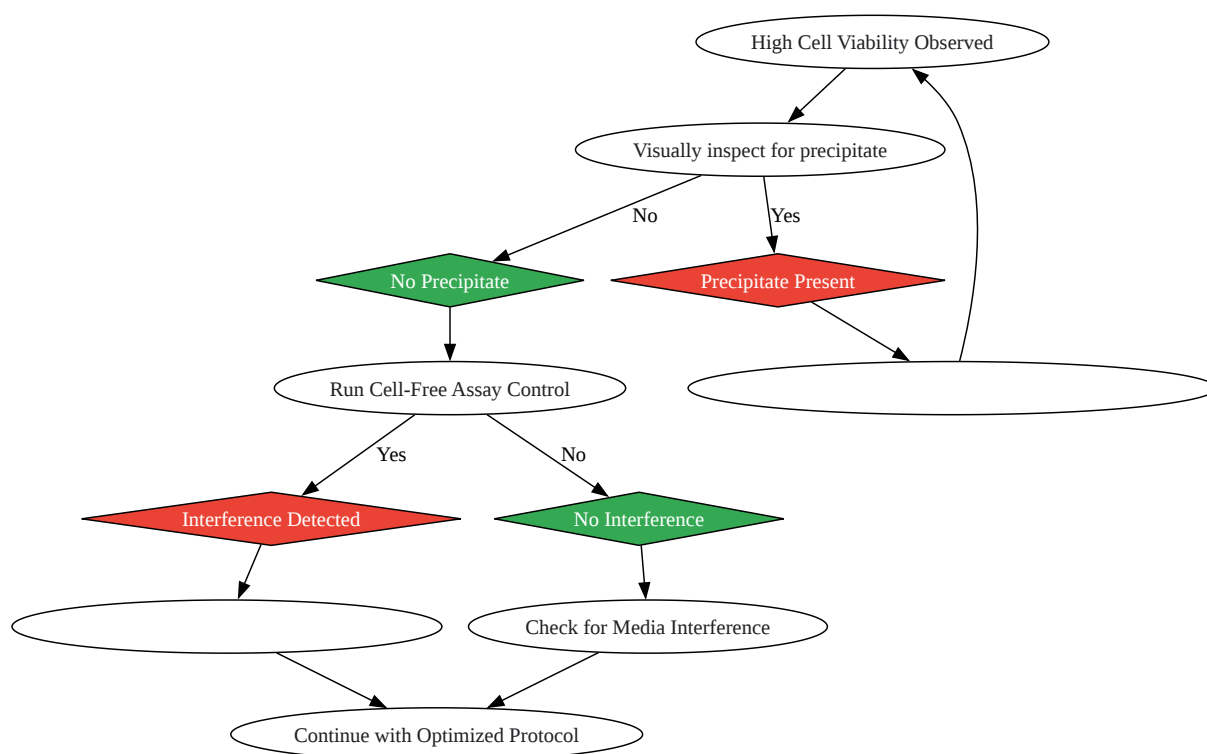 High Cell Viability Observed
Visually inspect for precipitate
No
Yes
No Precipitate
Precipitate Present
Run Cell-Free Assay Control
Yes
No
Interference Detected
No Interference
Check for Media Interference
Continue with Optimized Protocol